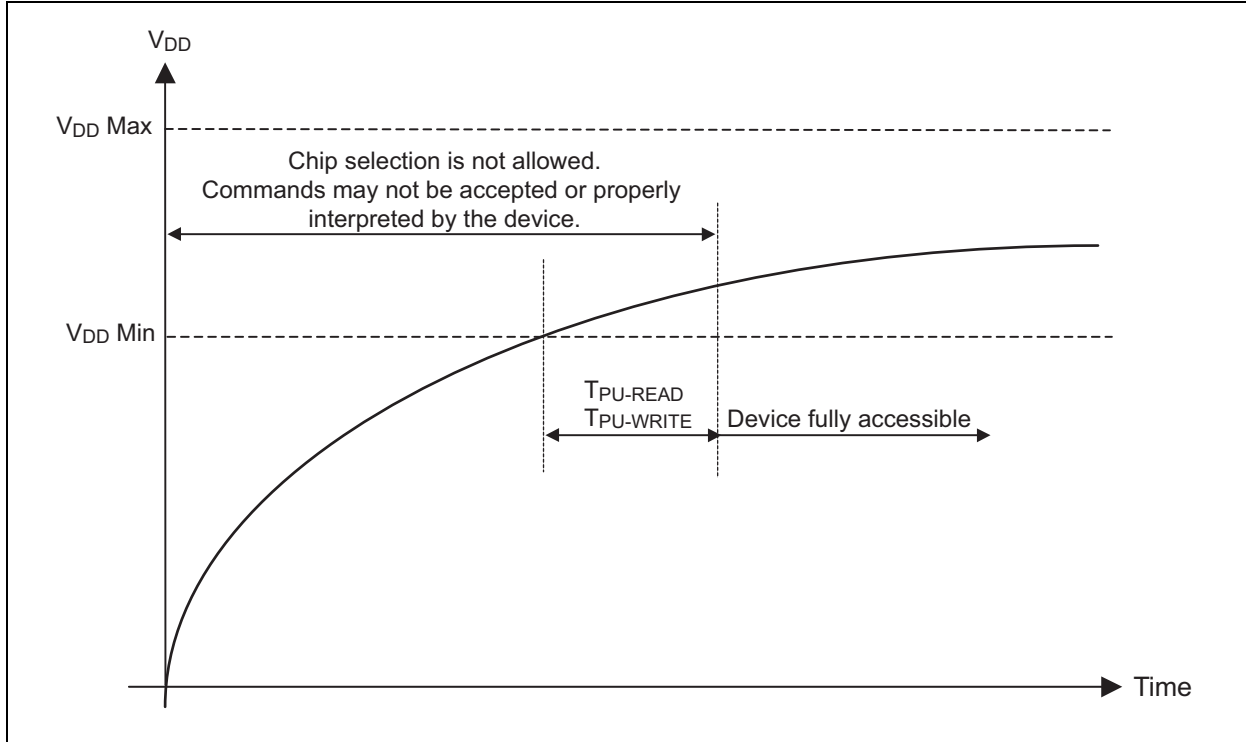 VDD
VDD Max
Chip selection is not allowed.
Commands may not be accepted or properly
interpreted by the device.
VDD Min
TPU-READ
TPU-WRITE
Device fully accessible
Time